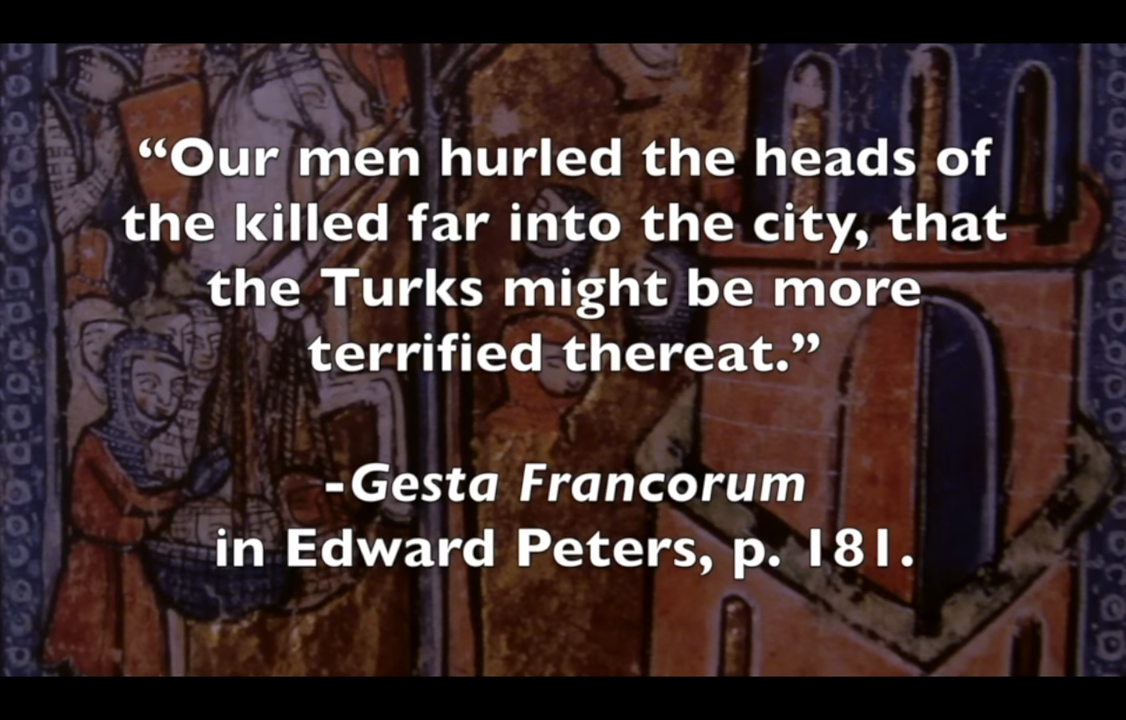 “Our men hurled the heads of
the killed far into the city, that
the Turks might be more
terrified thereat.”
-Gesta Francorum
in Edward Peters, p. 181.